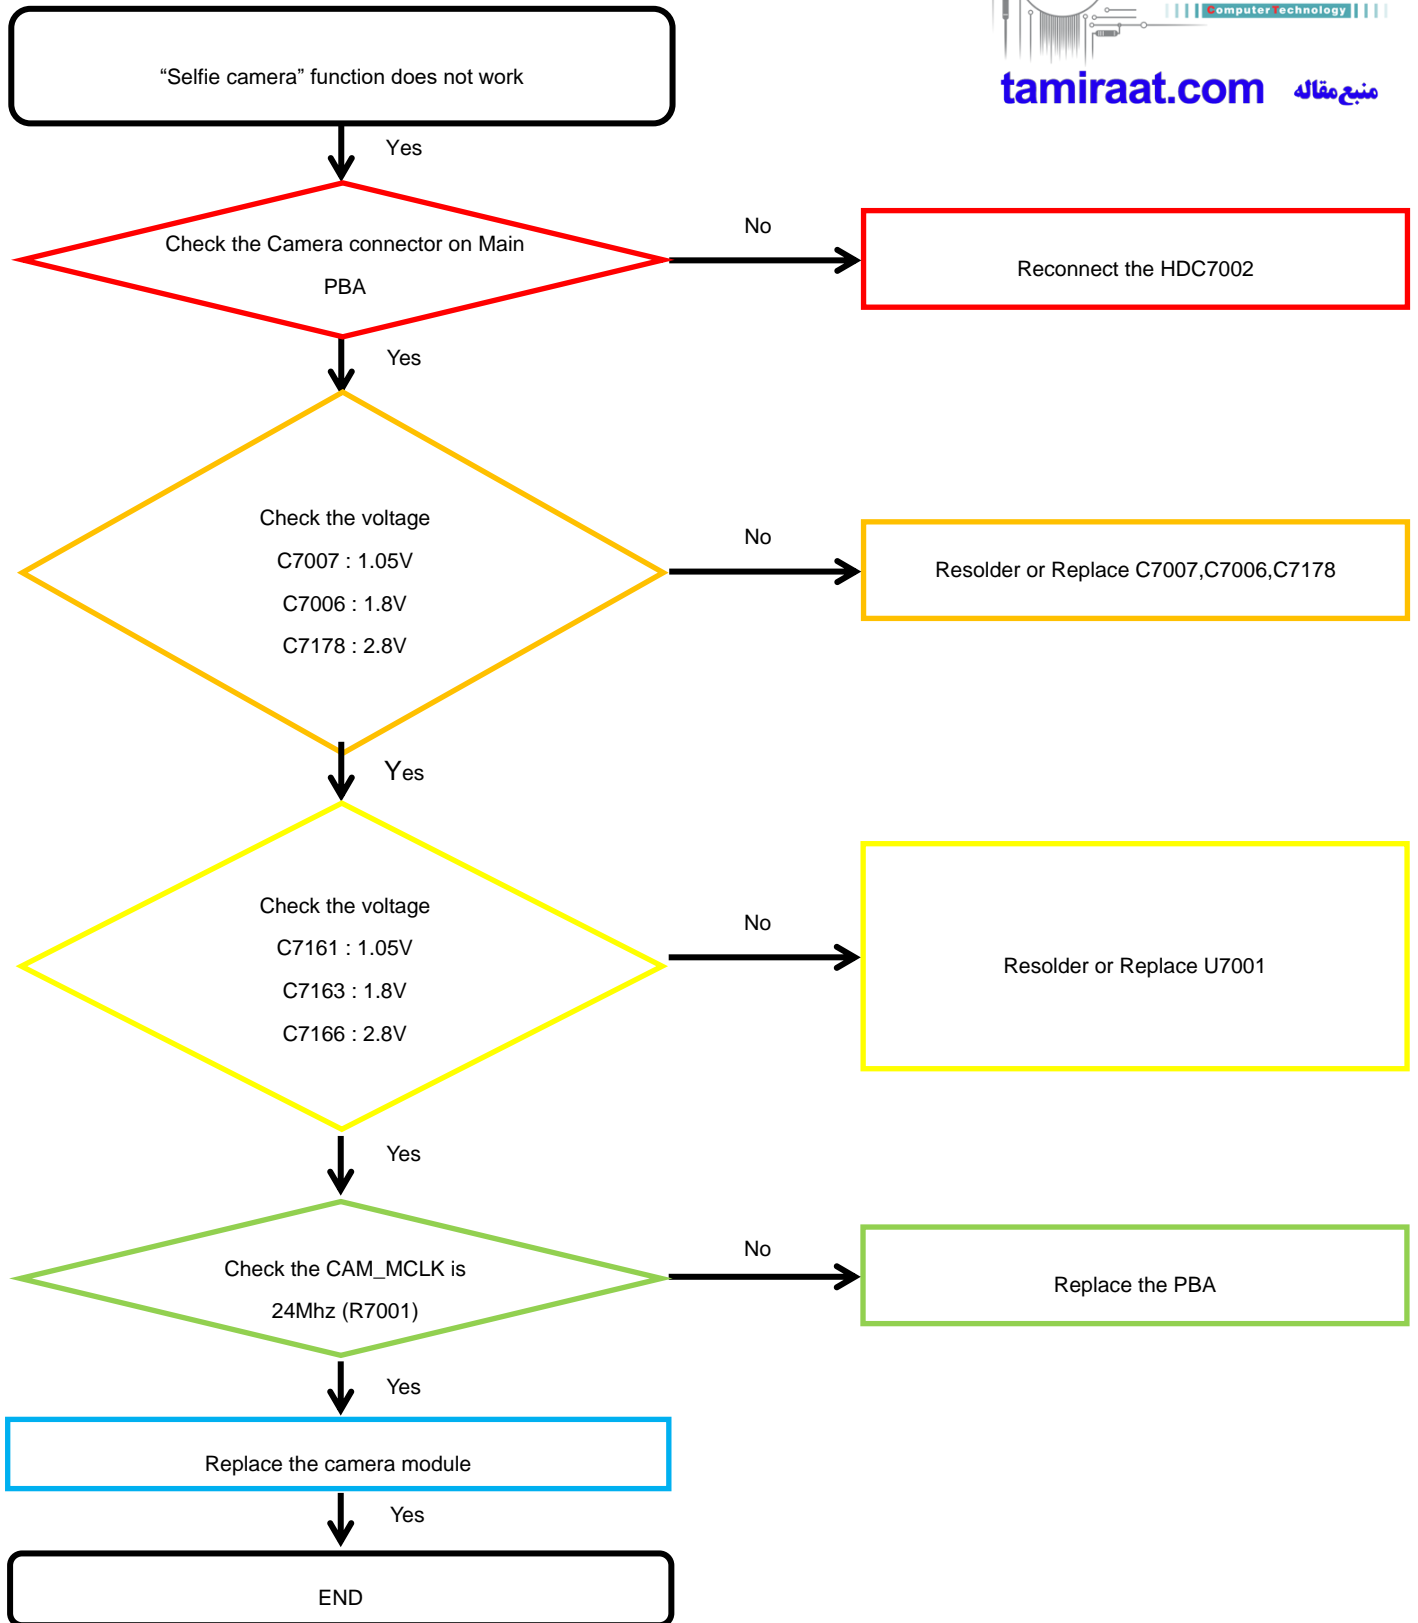 Computer Technology
tamiraat.com منبع مقاله
“Selfie camera” function does not work
Yes
Check the Camera connector on Main
PBA
No
Reconnect the HDC7002
Yes
Check the voltage
C7007 : 1.05V
C7006 : 1.8V
C7178 : 2.8V
No
Resolder or Replace C7007,C7006,C7178
Yes
Check the voltage
C7161 : 1.05V
C7163 : 1.8V
C7166 : 2.8V
No
Resolder or Replace U7001
Yes
Check the CAM_MCLK is
24Mhz (R7001)
No
Replace the PBA
Yes
Replace the camera module
Yes
END